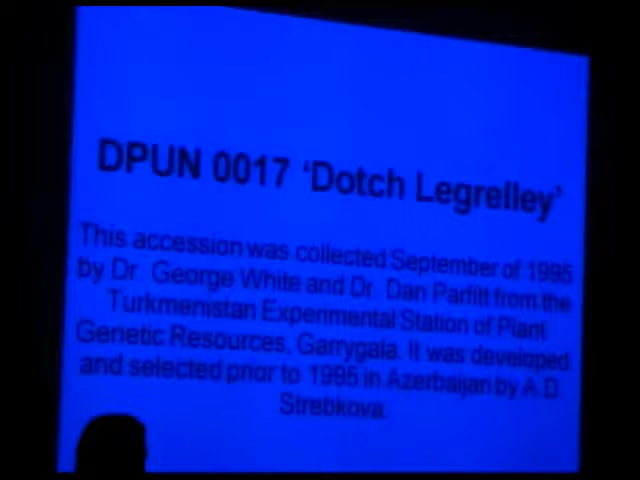 DPUN 0017 'Dotch Legrelley'
This accession was collected September of 1995
by Dr. George White and Dr. Dan Parfitt from the
Turkmenistan Experimental Station of Plant
Genetic Resources, Garrygala. It was developed
and selected prior to 1985 in Azerbaijan by A.D.
Strebkova.